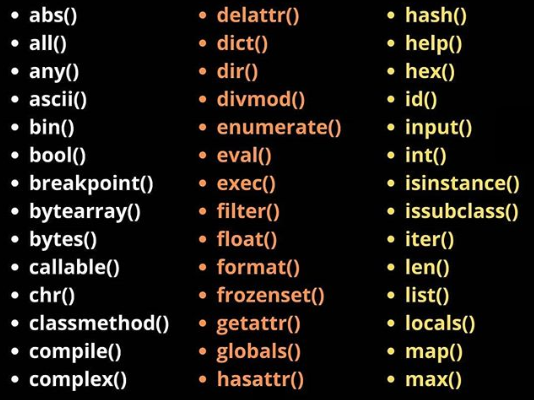 • abs()
• all()
• any()
• ascii()
• bin()
• bool()
• breakpoint()
• bytearray()
• bytes()
• callable()
• chr()
• classmethod()
• compile()
• complex()
• delattr()
• dict()
• dir()
• divmod()
• enumerate()
• eval()
• exec()
• filter()
• float()
• format()
• frozenset()
• getattr()
• globals()
• hasattr()
• hash()
• help()
• hex()
• id()
• input()
• int()
• isinstance()
• issubclass()
• iter()
• len()
• list()
• locals()
• map()
• max()